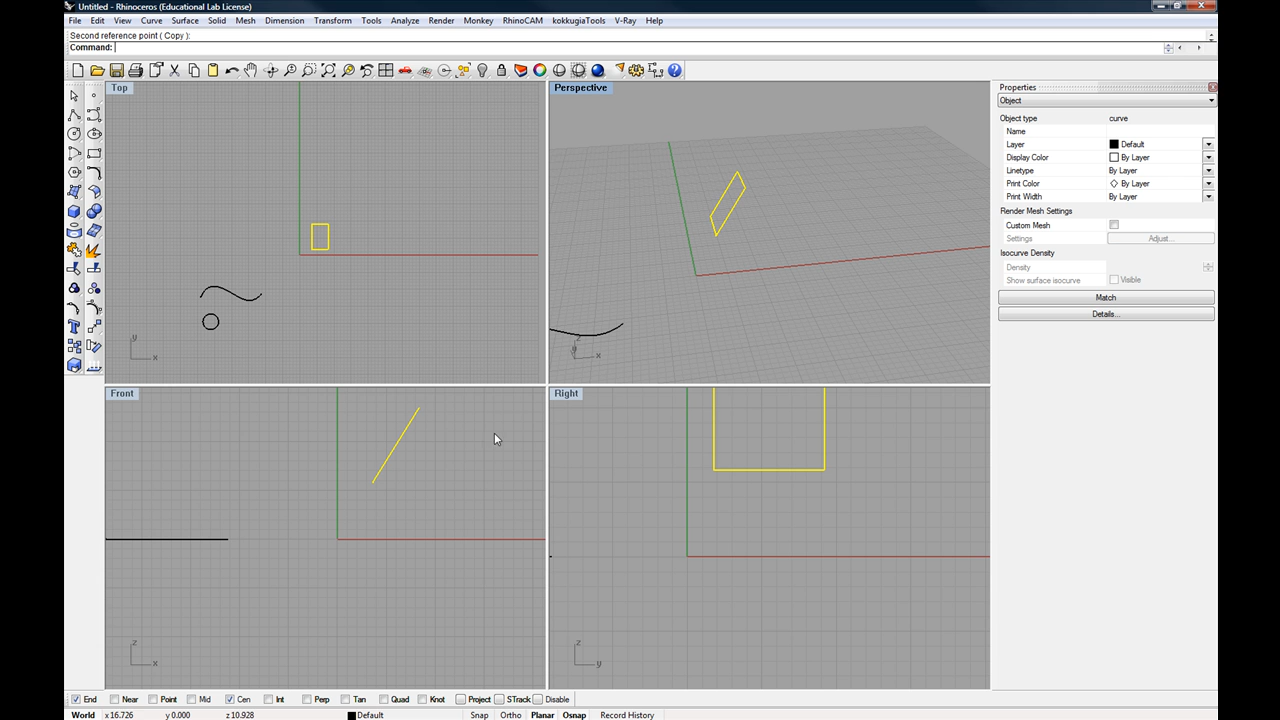 Untitled - Rhinoceros (Educational Lab License)
File Edit View Curve Surface Solid Mesh Dimension Transform Tools Analyze Render Monkey RhinoCAM kokkugiaTools V-Ray Help
Second reference point ( Copy ):
Command:
Top
Perspective
Properties
Object
Object type curve
Name
Layer Default
Display Color By Layer
Linetype By Layer
Print Color By Layer
Print Width By Layer
Render Mesh Settings
Custom Mesh
Settings Adjust...
Isocurve Density
Density
Show surface isocurve Visible
Match
Details...
y
x
z
y
x
Front
Right
z
x
z
y
End Near Point Mid Cen Int Perp Tan Quad Knot Project STrack Disable
World x 16.726 y 0.000 z 10.928 Default Snap Ortho Planar Osnap Record History